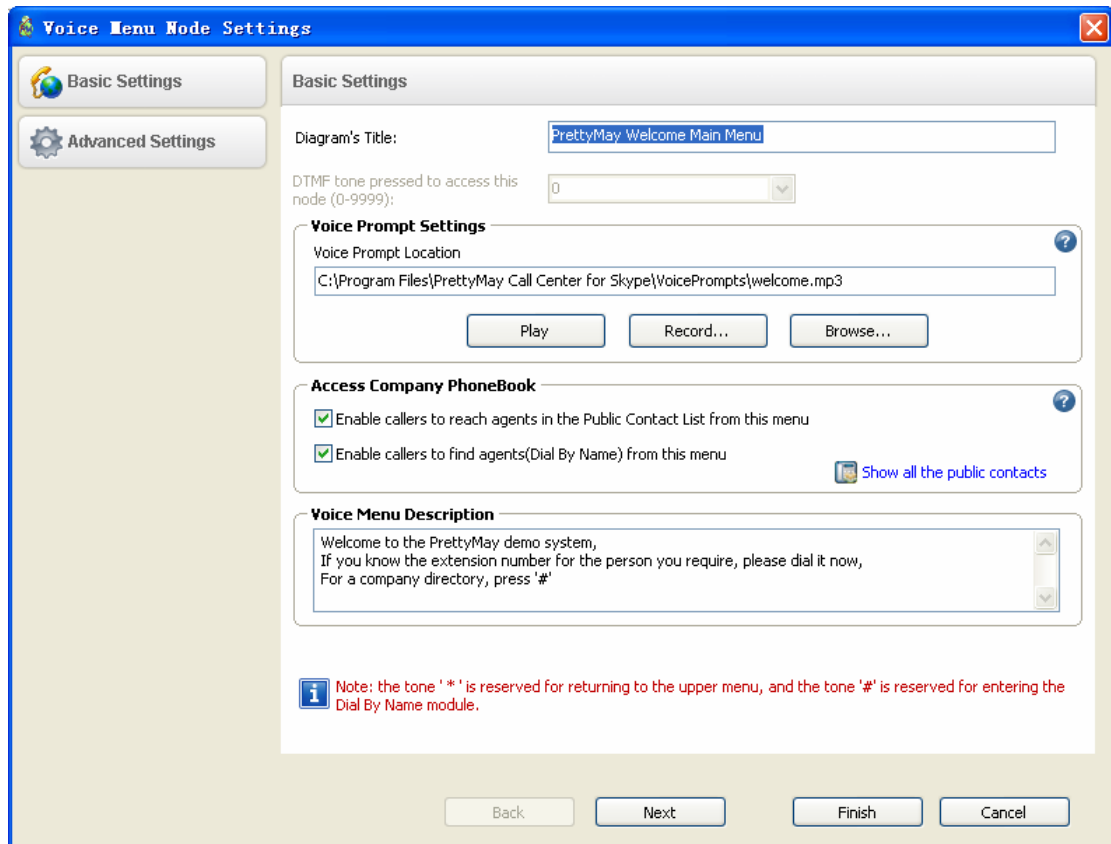 Voice Menu Node Settings
Basic Settings
Advanced Settings
Basic Settings
Diagram's Title:
PrettyMay Welcome Main Menu
DTMF tone pressed to access this
node (0-9999):
0
Voice Prompt Settings
?
Voice Prompt Location
C:\Program Files\PrettyMay Call Center for Skype\VoicePrompts\welcome.mp3
Play
Record...
Browse...
Access Company PhoneBook
?
Enable callers to reach agents in the Public Contact List from this menu
Enable callers to find agents(Dial By Name) from this menu
Show all the public contacts
Voice Menu Description
Welcome to the PrettyMay demo system,
If you know the extension number for the person you require, please dial it now,
For a company directory, press '#'
Note: the tone ' * ' is reserved for returning to the upper menu, and the tone '#' is reserved for entering the
Dial By Name module.
Back
Next
Finish
Cancel